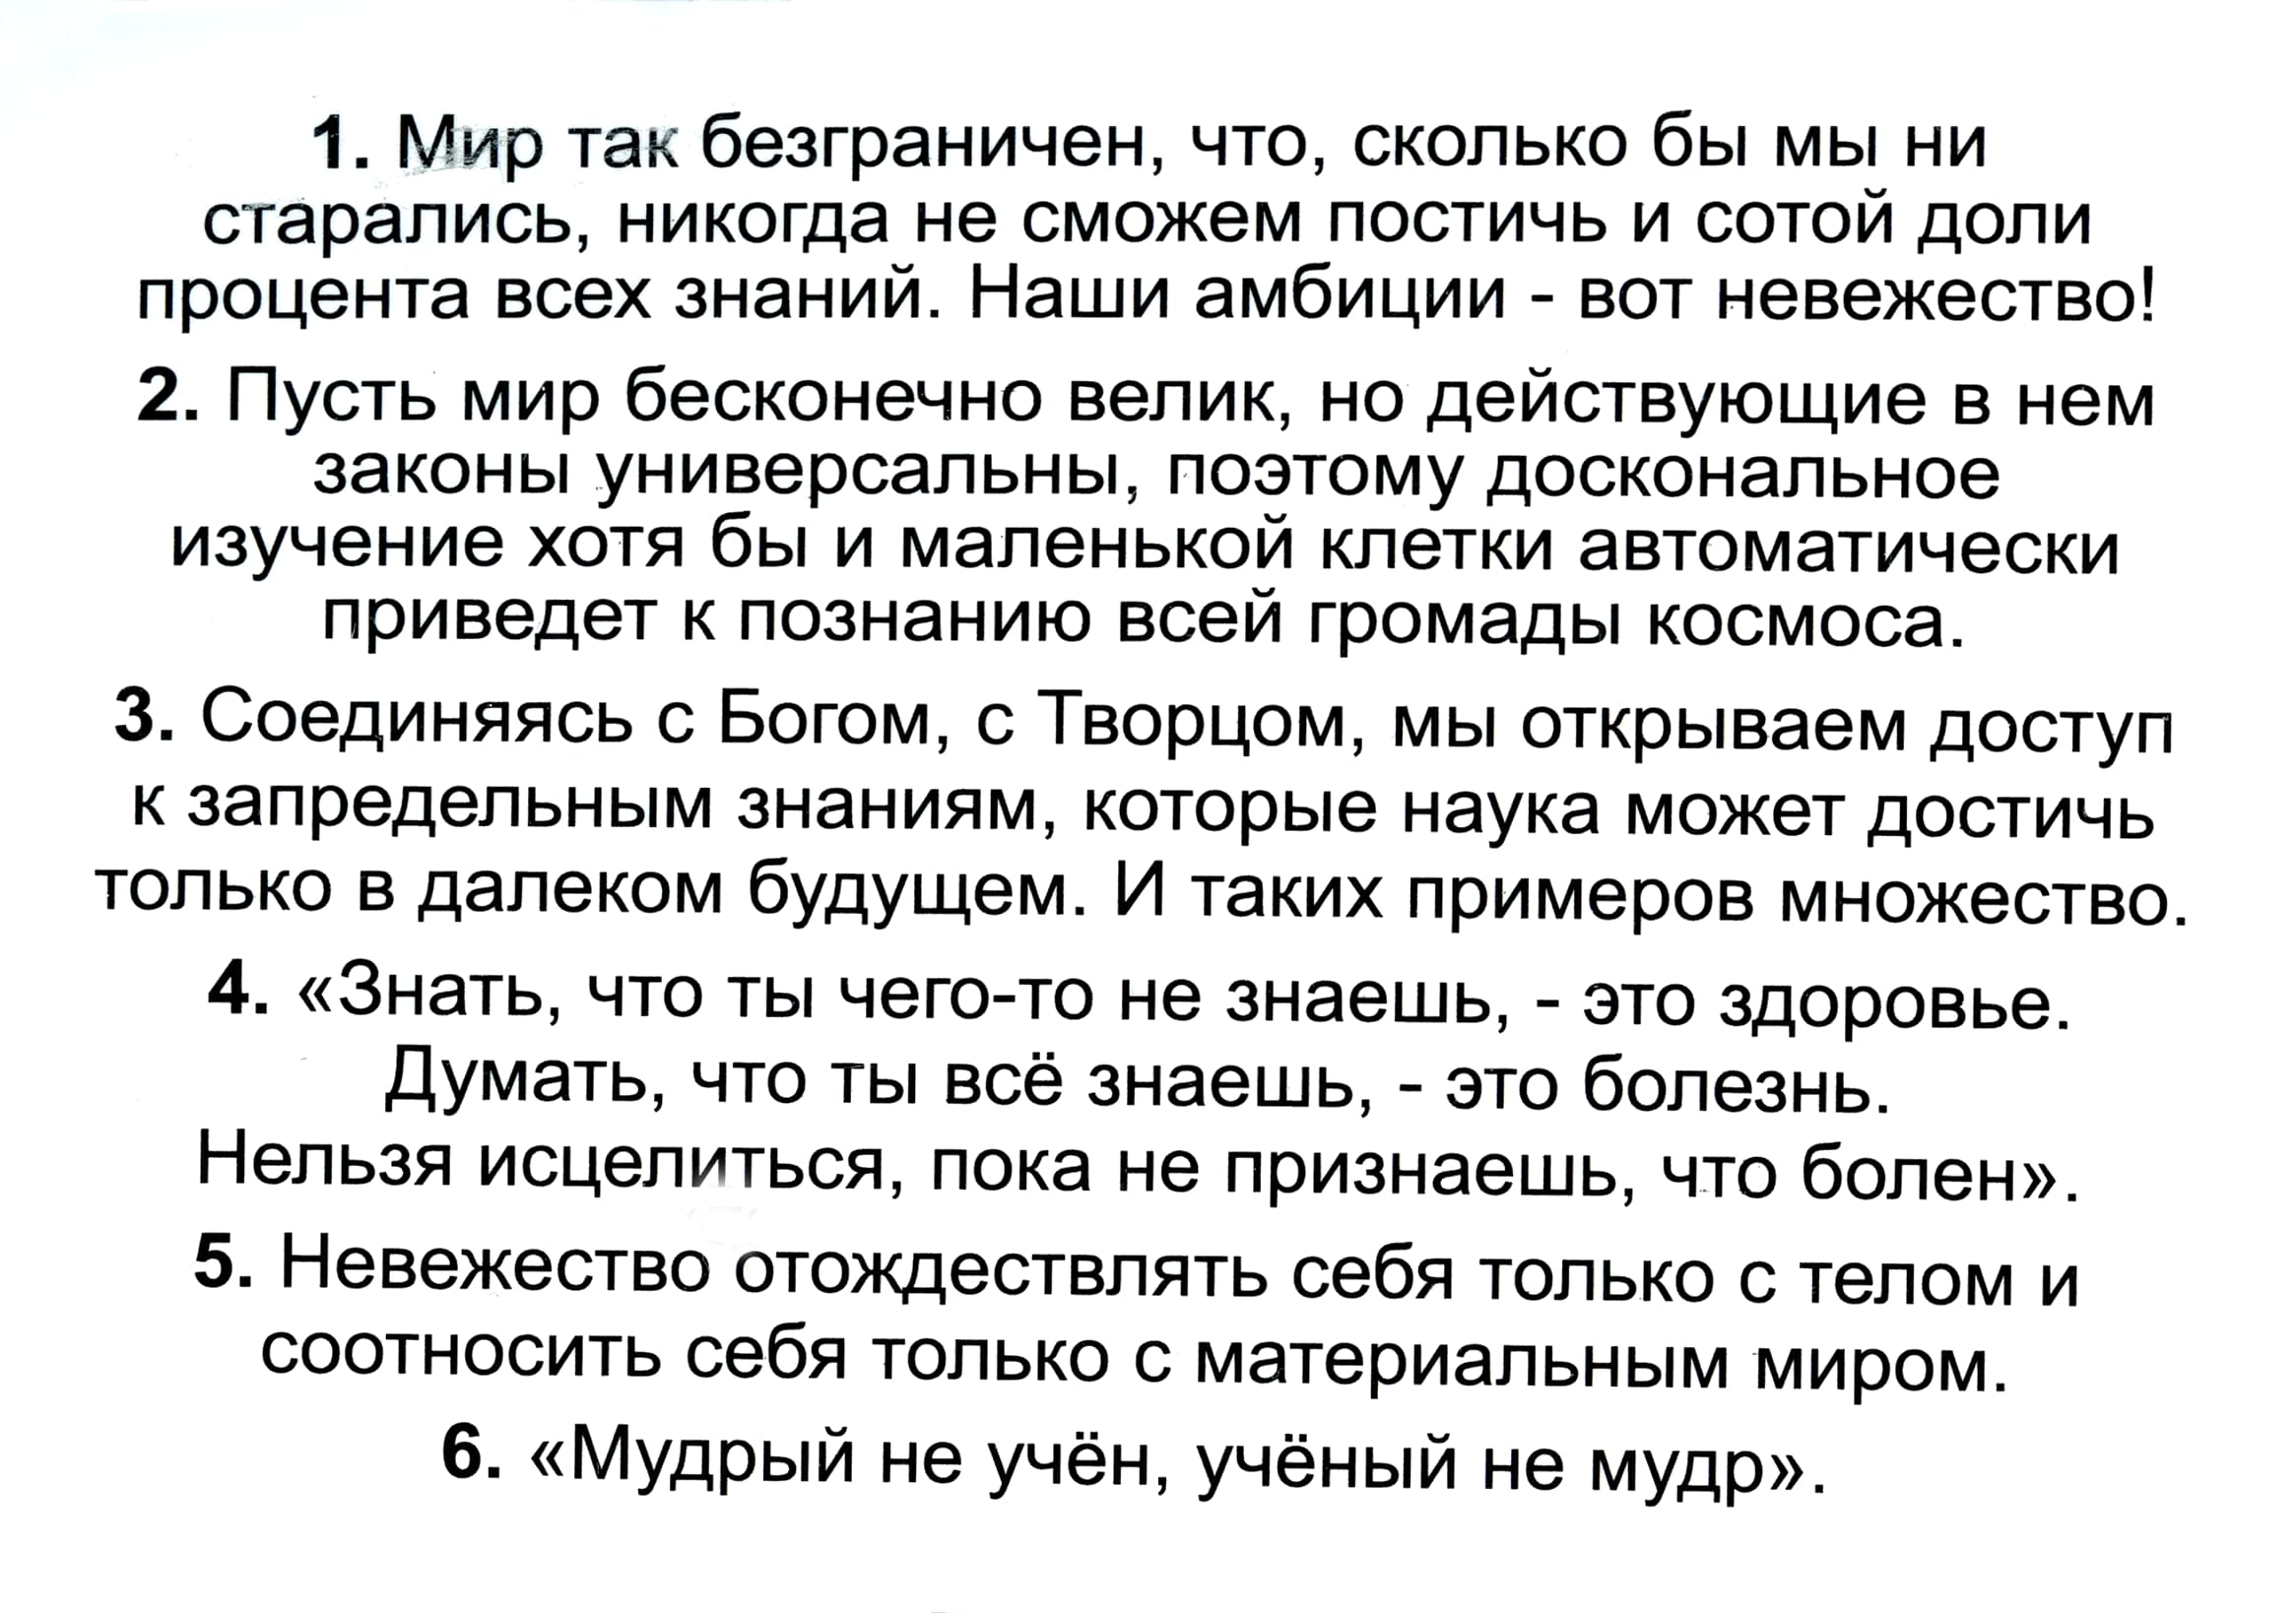 1. Мир так безграничен, что, сколько бы мы ни
старались, никогда не сможем постичь и сотой доли
процента всех знаний. Наши амбиции - вот невежество!
2. Пусть мир бесконечно велик, но действующие в нем
законы универсальны, поэтому доскональное
изучение хотя бы и маленькой клетки автоматически
приведет к познанию всей громады космоса.
3. Соединяясь с Богом, с Творцом, мы открываем доступ
к запредельным знаниям, которые наука может достичь
только в далеком будущем. И таких примеров множество.
4. «Знать, что ты чего-то не знаешь, - это здоровье.
Думать, что ты всё знаешь, - это болезнь.
Нельзя исцелиться, пока не признаешь, что болен».
5. Невежество отождествлять себя только с телом и
соотносить себя только с материальным миром.
6. «Мудрый не учён, учёный не мудр».